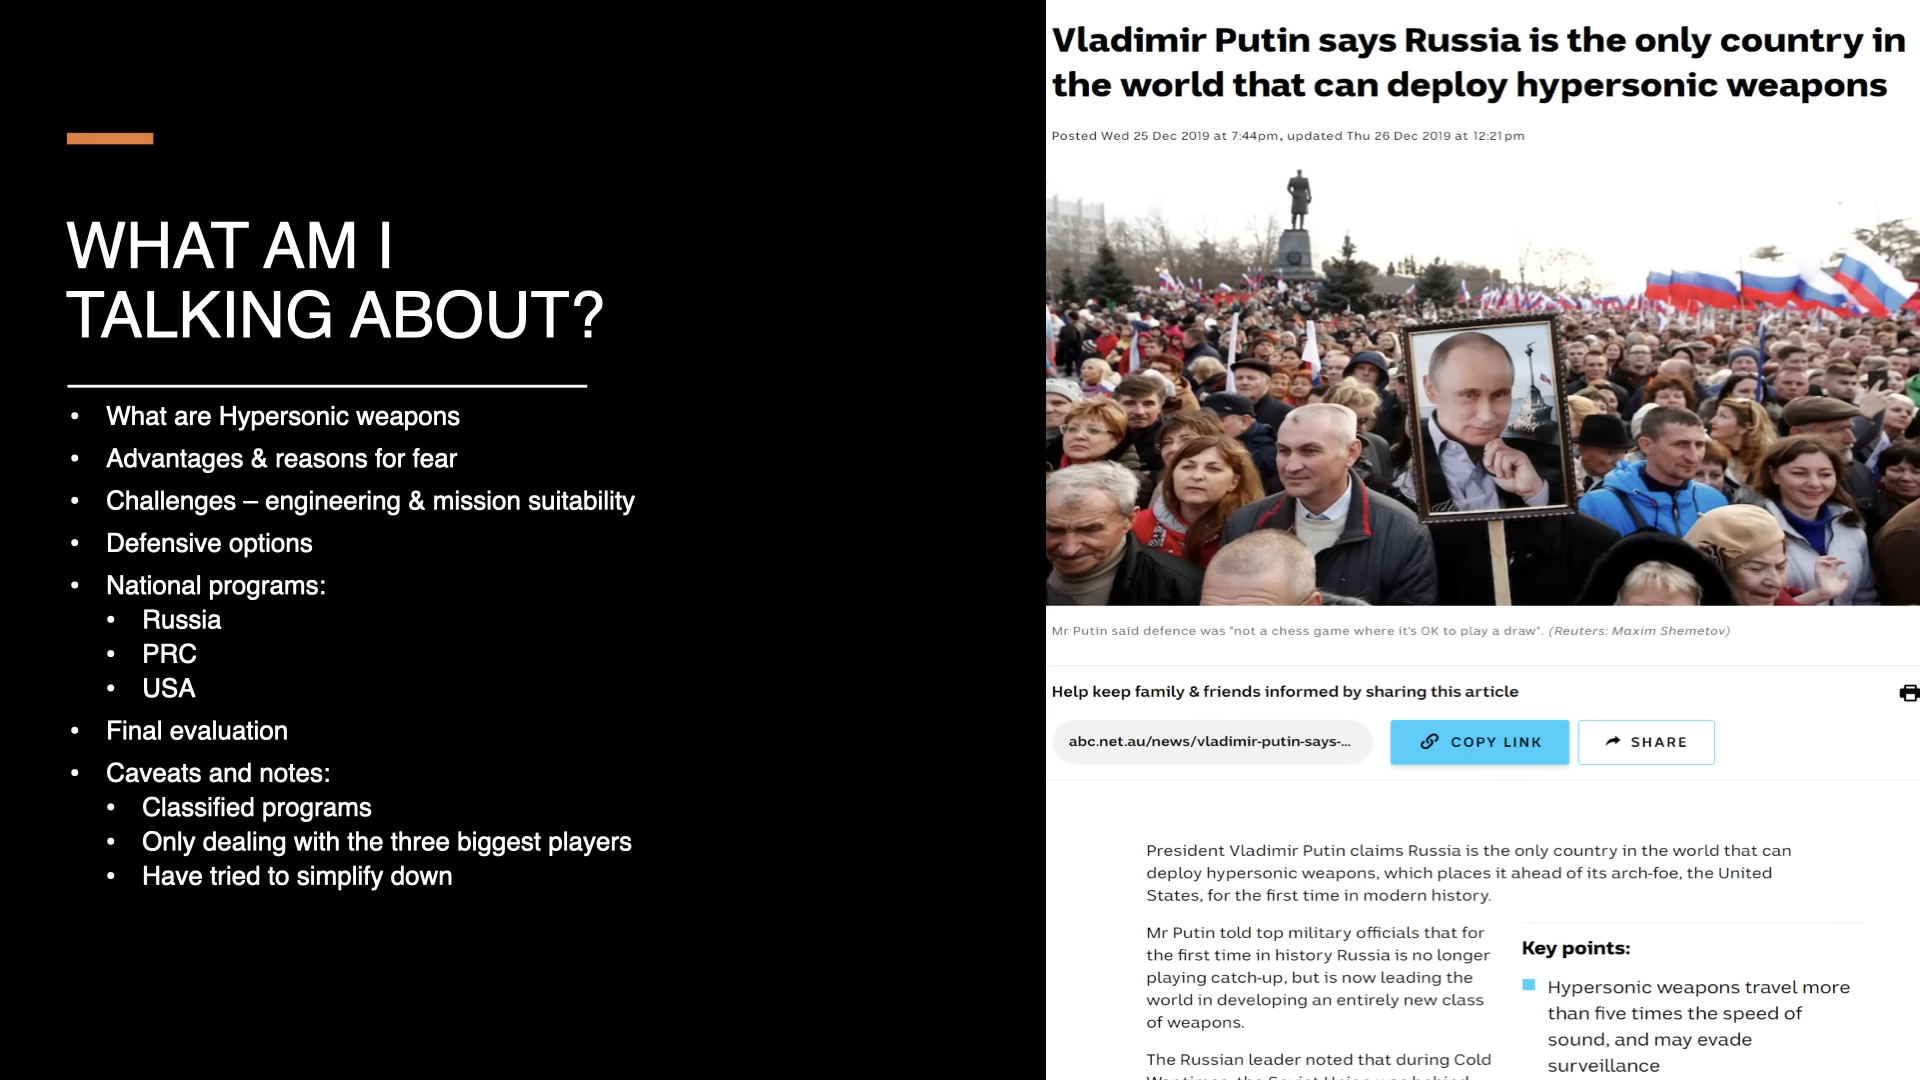 WHAT AM I
TALKING ABOUT?
• What are Hypersonic weapons
• Advantages & reasons for fear
• Challenges – engineering & mission suitability
• Defensive options
• National programs:
• Russia
• PRC
• USA
• Final evaluation
• Caveats and notes:
• Classified programs
• Only dealing with the three biggest players
• Have tried to simplify down
Vladimir Putin says Russia is the only country in
the world that can deploy hypersonic weapons
Posted Wed 25 Dec 2019 at 7:44pm, updated Thu 26 Dec 2019 at 12:21pm
Mr Putin said defence was "not a chess game where it's OK to play a draw". (Reuters: Maxim Shemetov)
Help keep family & friends informed by sharing this article
abc.net.au/news/vladimir-putin-says-...
COPY LINK
SHARE
President Vladimir Putin claims Russia is the only country in the world that can
deploy hypersonic weapons, which places it ahead of its arch-foe, the United
States, for the first time in modern history.
Mr Putin told top military officials that for
the first time in history Russia is no longer
playing catch-up, but is now leading the
world in developing an entirely new class
of weapons.
The Russian leader noted that during Cold
Key points:
Hypersonic weapons travel more
than five times the speed of
sound, and may evade
surveillance